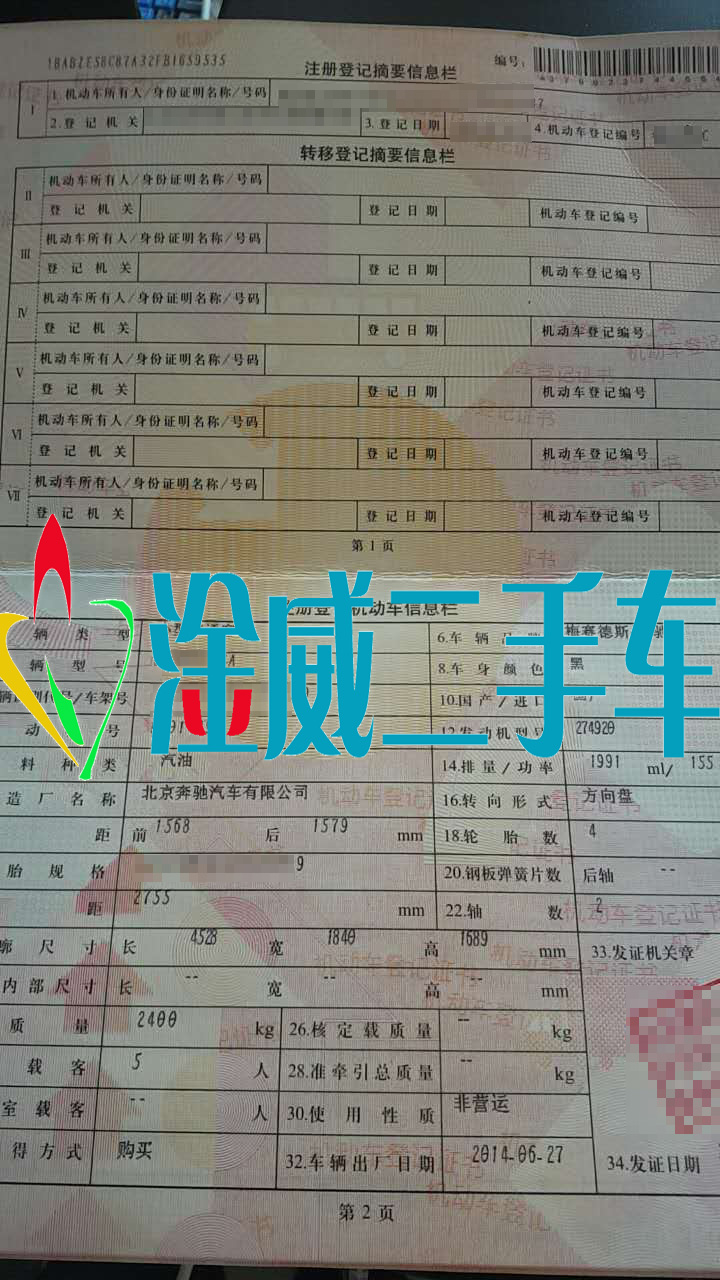 注册登记摘要信息栏
编号:
1.机动车所有人/身份证明名称/号码
2.登记机关 3.登记日期 4.机动车登记编号
转移登记摘要信息栏
Ⅱ 机动车所有人/身份证明名称/号码
登记机关 登记日期 机动车登记编号
Ⅲ 机动车所有人/身份证明名称/号码
登记机关 登记日期 机动车登记编号
Ⅳ 机动车所有人/身份证明名称/号码
登记机关 登记日期 机动车登记编号
Ⅴ 机动车所有人/身份证明名称/号码
登记机关 登记日期 机动车登记编号
Ⅵ 机动车所有人/身份证明名称/号码
登记机关 登记日期 机动车登记编号
Ⅶ 机动车所有人/身份证明名称/号码
登记机关 登记日期 机动车登记编号
第1页
机动车信息栏
淦威二手车
辆类型 6.车辆品 梅赛德斯
辆型号 8.车身颜色 黑
代号/车架号 10.国产/进口
动 号 12.发动机型号 274920
料种类 汽油 14.排量/功率 1991 ml/ 155
造厂名称 北京奔驰汽车有限公司 16.转向形式 方向盘
距 前 1568 后 1579 mm 18.轮胎数 4
胎规格 9 20.钢板弹簧片数 后轴 --
距 2755 mm 22.轴数 2
廓尺寸 长 4528 宽 1840 高 1689 mm 33.发证机关章
内部尺寸 长 -- 宽 -- 高 -- mm
质量 2400 kg 26.核定载质量 -- kg
载客 5 人 28.准牵引总质量 -- kg
室载客 -- 人 30.使用性质 非营运
得方式 购买 32.车辆出厂日期 2014-06-27 34.发证日期
第2页